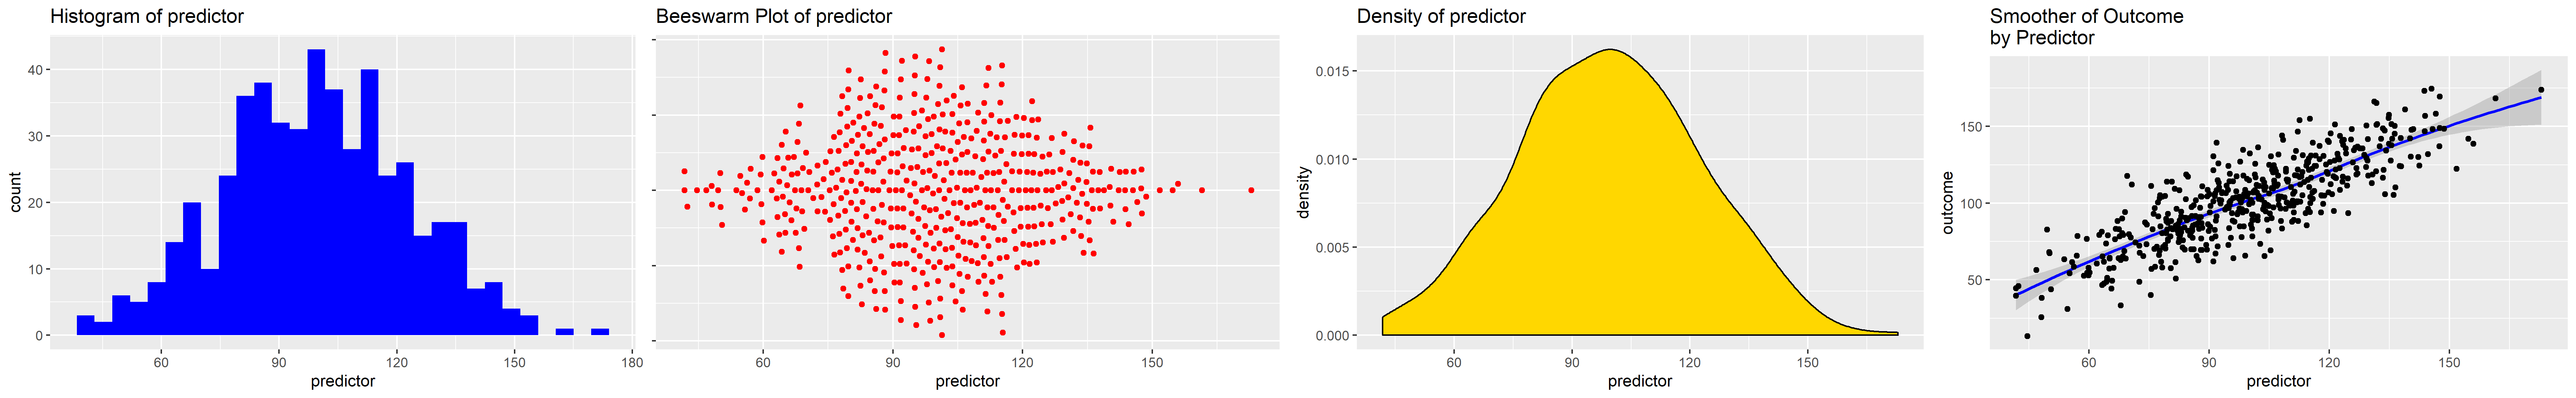 Histogram of predictor
count
40
30
20
10
0
60 90 120 150 180
predictor
Beeswarm Plot of predictor
60 90 120 150
predictor
Density of predictor
density
0.015
0.010
0.005
0.000
60 90 120 150
predictor
Smoother of Outcome
by Predictor
outcome
150
100
50
60 90 120 150
predictor